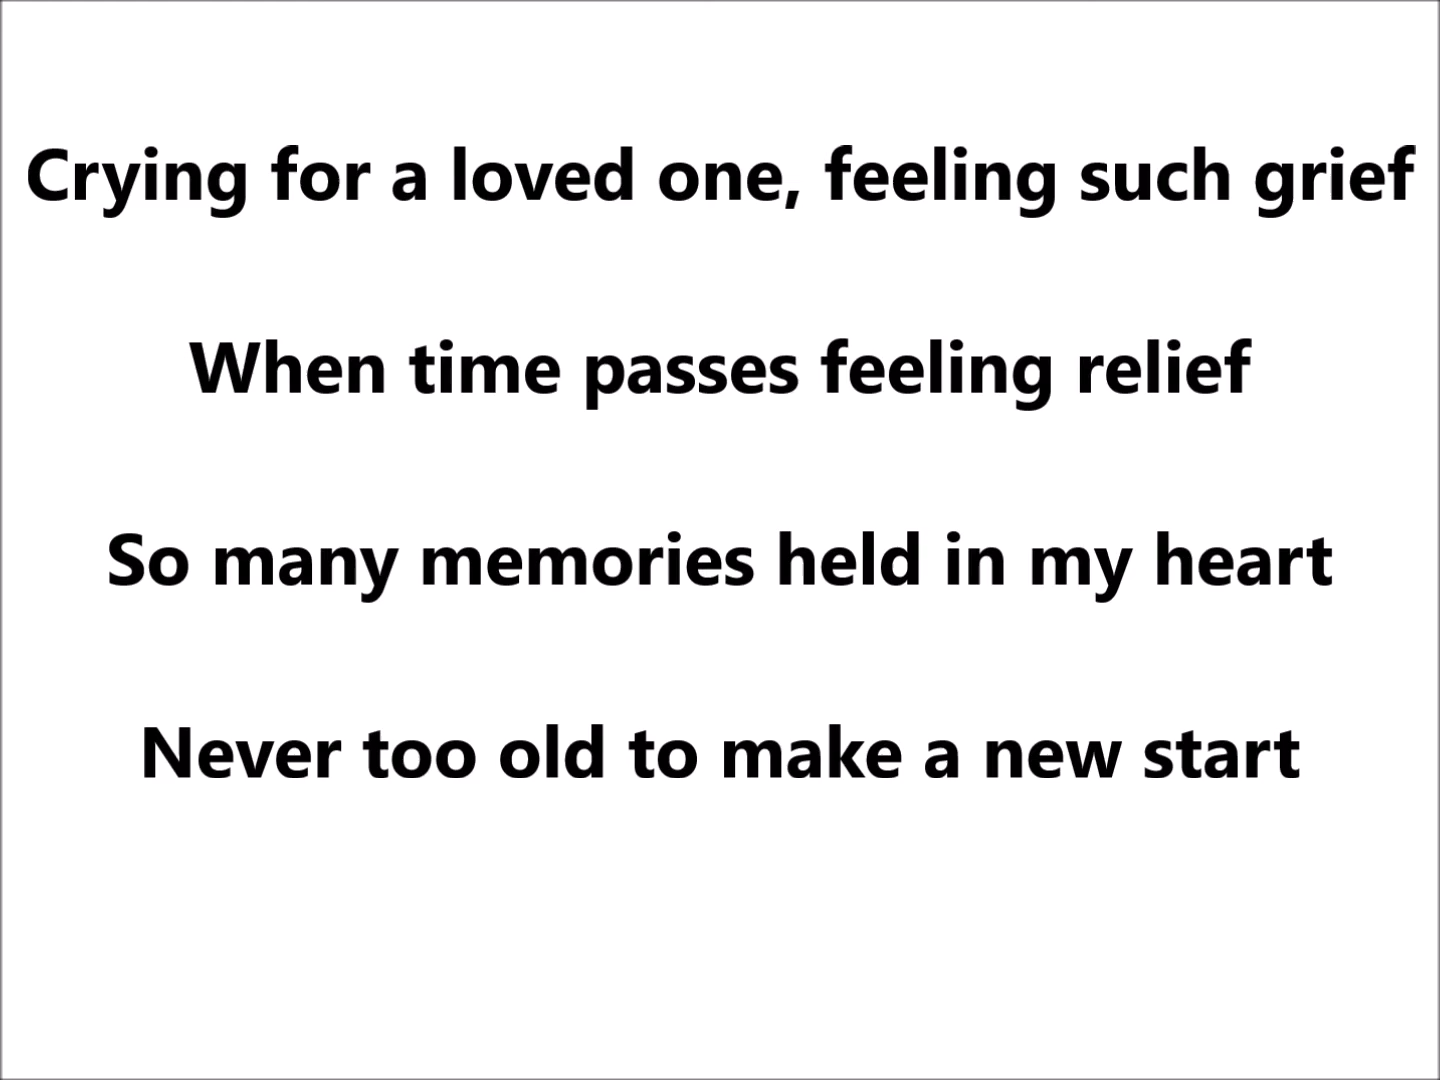 Crying for a loved one, feeling such grief
When time passes feeling relief
So many memories held in my heart
Never too old to make a new start